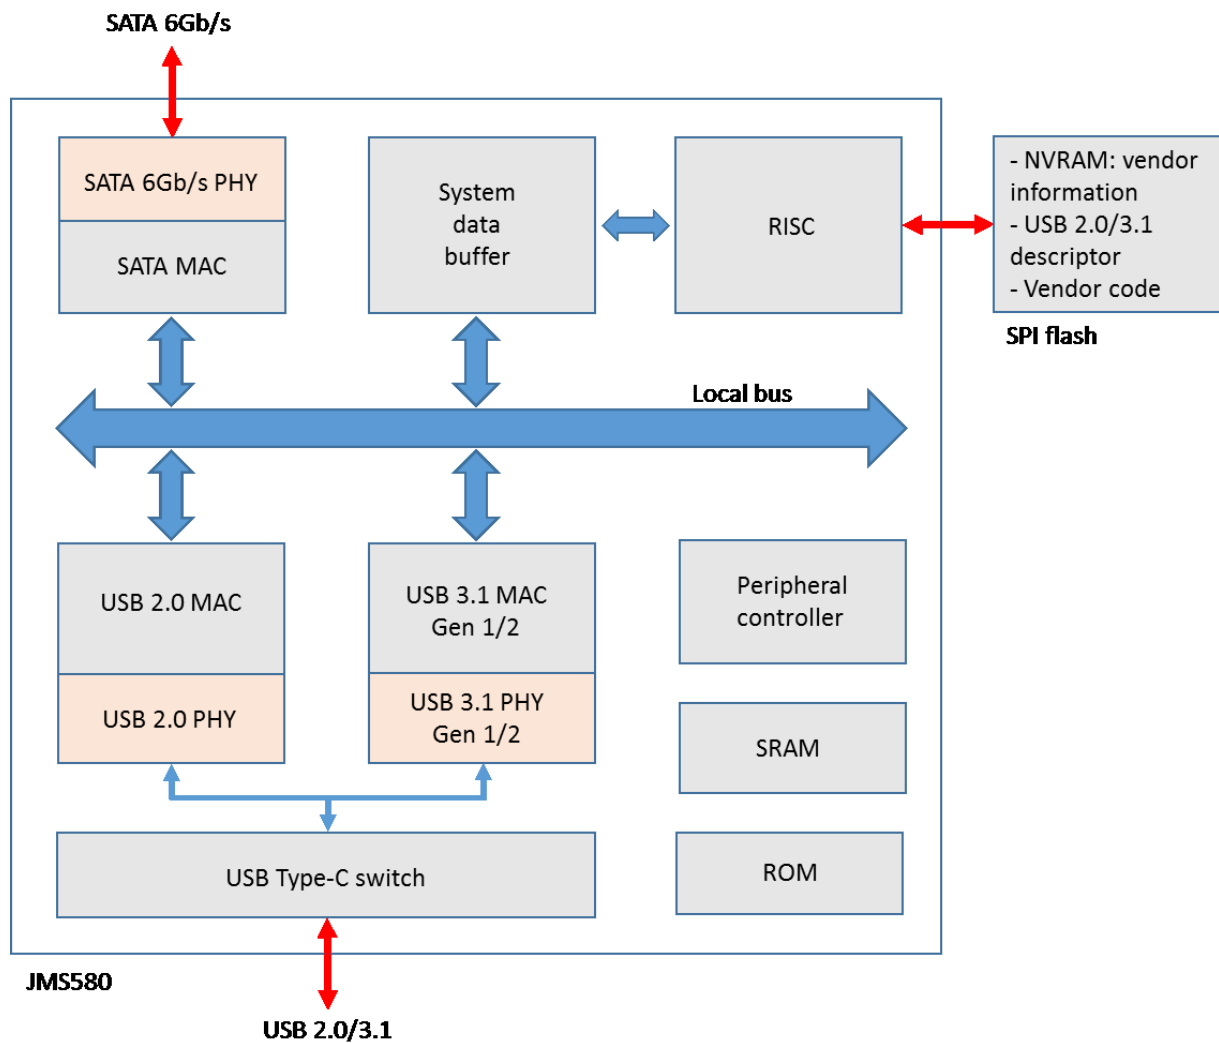 SATA 6Gb/s
SATA 6Gb/s PHY
SATA MAC
System
data
buffer
RISC
- NVRAM: vendor
information
- USB 2.0/3.1
descriptor
- Vendor code
SPI flash
Local bus
USB 2.0 MAC
USB 2.0 PHY
USB 3.1 MAC
Gen 1/2
USB 3.1 PHY
Gen 1/2
Peripheral
controller
SRAM
ROM
USB Type-C switch
JMS580
USB 2.0/3.1